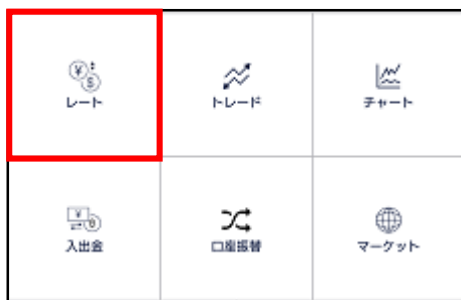 レート
トレード
チャート
入出金
口座振替
マーケット